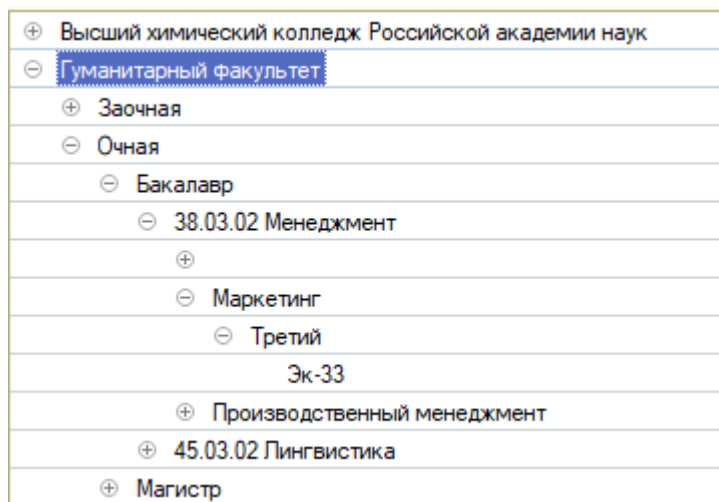 Высший химический колледж Российской академии наук
Гуманитарный факультет
Заочная
Очная
Бакалавр
38.03.02 Менеджмент
Маркетинг
Третий
Эк-33
Производственный менеджмент
45.03.02 Лингвистика
Магистр